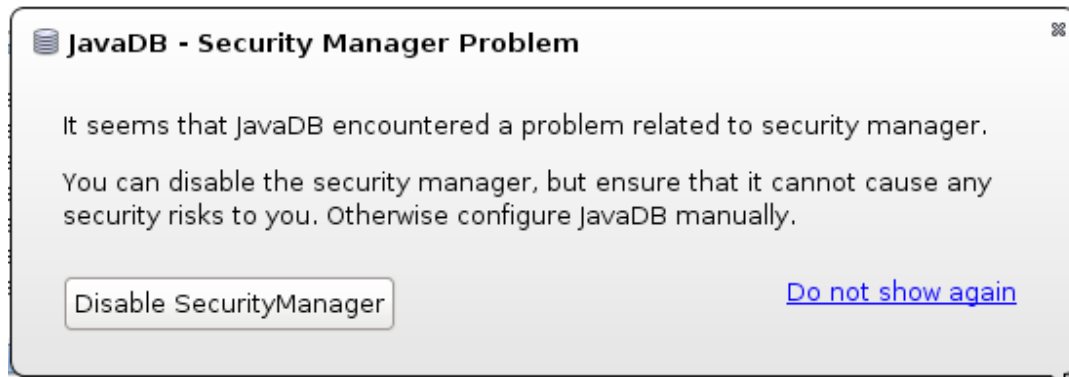 JavaDB - Security Manager Problem
It seems that JavaDB encountered a problem related to security manager.
You can disable the security manager, but ensure that it cannot cause any
security risks to you. Otherwise configure JavaDB manually.
Disable SecurityManager
Do not show again